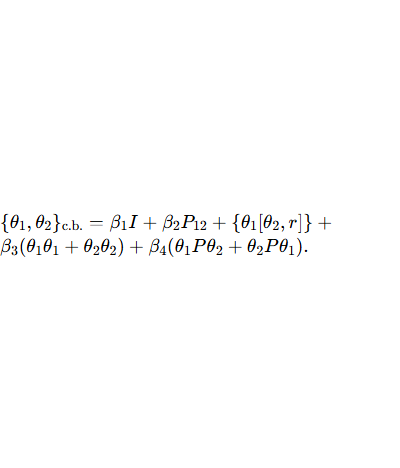 {θ₁, θ₂}c.b. = β₁I + β₂P₁₂ + {θ₁[θ₂, r]} +
β₃(θ₁θ₁ + θ₂θ₂) + β₄(θ₁Pθ₂ + θ₂Pθ₁).